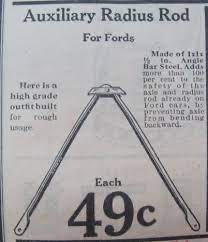 Auxiliary Radius Rod
For Fords
Here is a
high grade
outfit built
for rough
usage.
Made of 1x1x
⅛ in. Angle
Bar Steel. Adds
more than 100
per cent to the
safety of the
axle and radius
rod already on
Ford cars, by
preventing axle
from bending
backward.
Each
49c